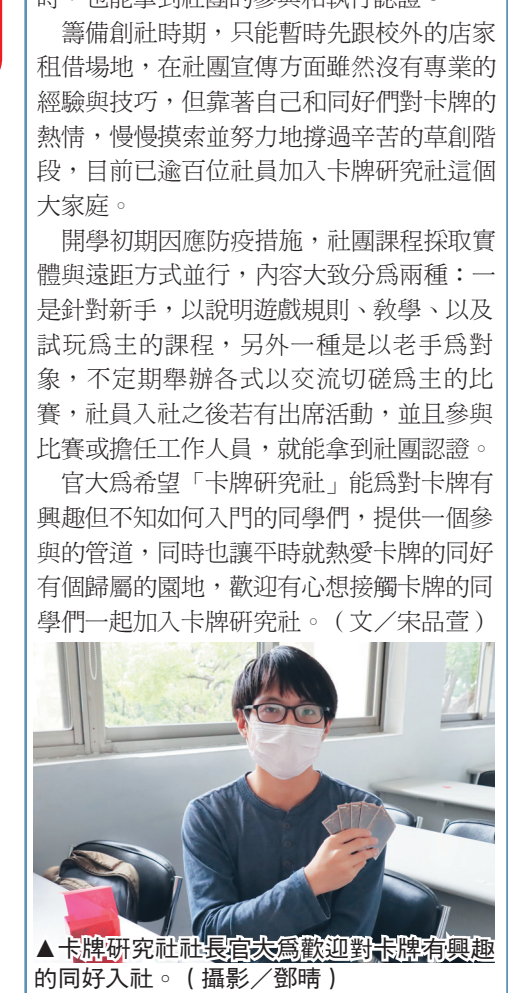 時，也能拿到社團的參與和執行認證。
籌備創社時期，只能暫時先跟校外的店家
租借場地，在社團宣傳方面雖然沒有專業的
經驗與技巧，但靠著自己和同好們對卡牌的
熱情，慢慢摸索並努力地撐過辛苦的草創階
段，目前已逾百位社員加入卡牌研究社這個
大家庭。
開學初期因應防疫措施，社團課程採取實
體與遠距方式並行，內容大致分為兩種：一
是針對新手，以說明遊戲規則、教學、以及
試玩為主的課程，另外一種是以老手為對
象，不定期舉辦各式以交流切磋為主的比
賽，社員入社之後若有出席活動，並且參與
比賽或擔任工作人員，就能拿到社團認證。
官大為希望「卡牌研究社」能為對卡牌有
興趣但不知如何入門的同學們，提供一個參
與的管道，同時也讓平時就熱愛卡牌的同好
有個歸屬的園地，歡迎有心想接觸卡牌的同
學們一起加入卡牌研究社。（文／宋品萱）
▲卡牌研究社社長官大為歡迎對卡牌有興趣
的同好入社。（攝影／鄧晴）